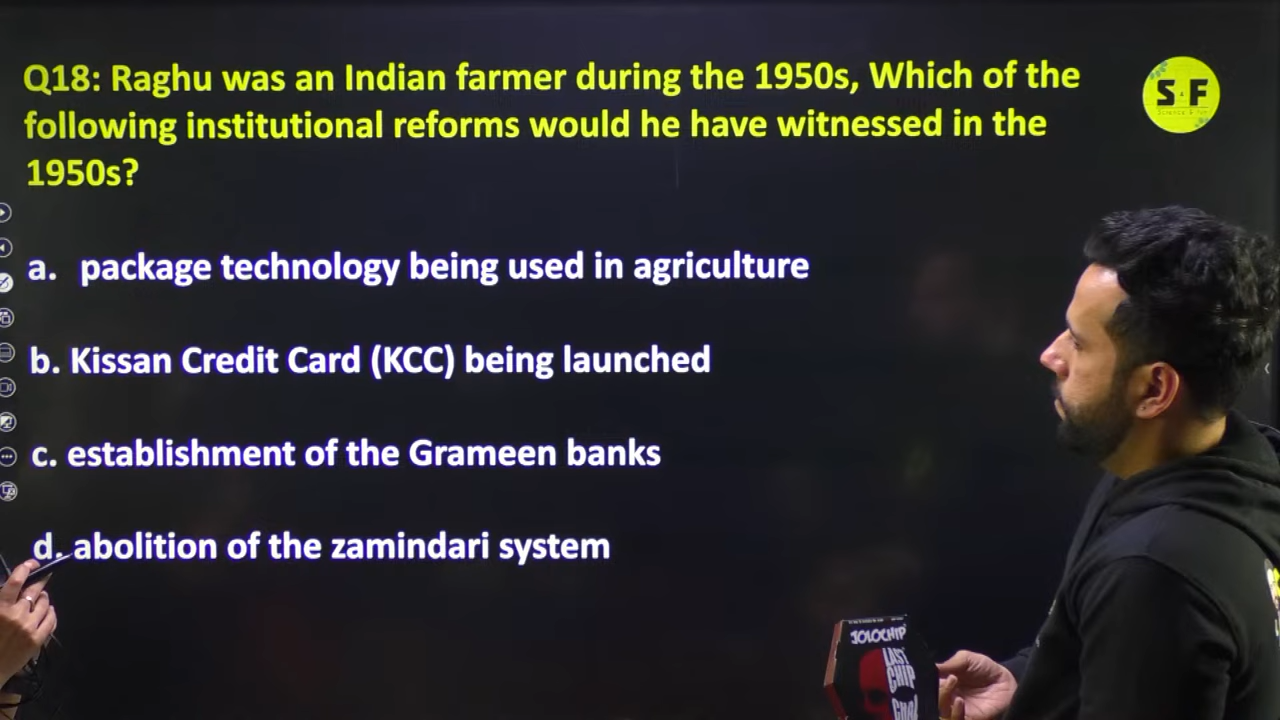 Q18: Raghu was an Indian farmer during the 1950s, Which of the
following institutional reforms would he have witnessed in the
1950s?
S&F
a. package technology being used in agriculture
b. Kissan Credit Card (KCC) being launched
c. establishment of the Grameen banks
d. abolition of the zamindari system
JOLOCHIP
LAST
CHIP